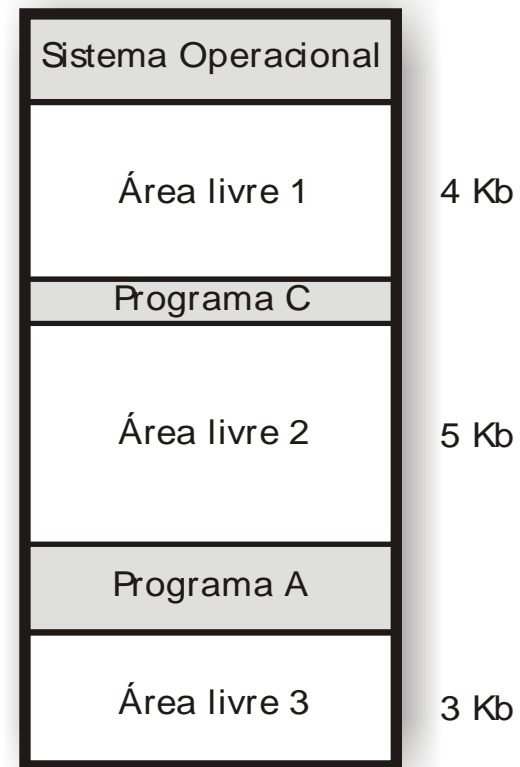 Sistema Operacional
Área livre 1
4 Kb
Programa C
Área livre 2
5 Kb
Programa A
Área livre 3
3 Kb